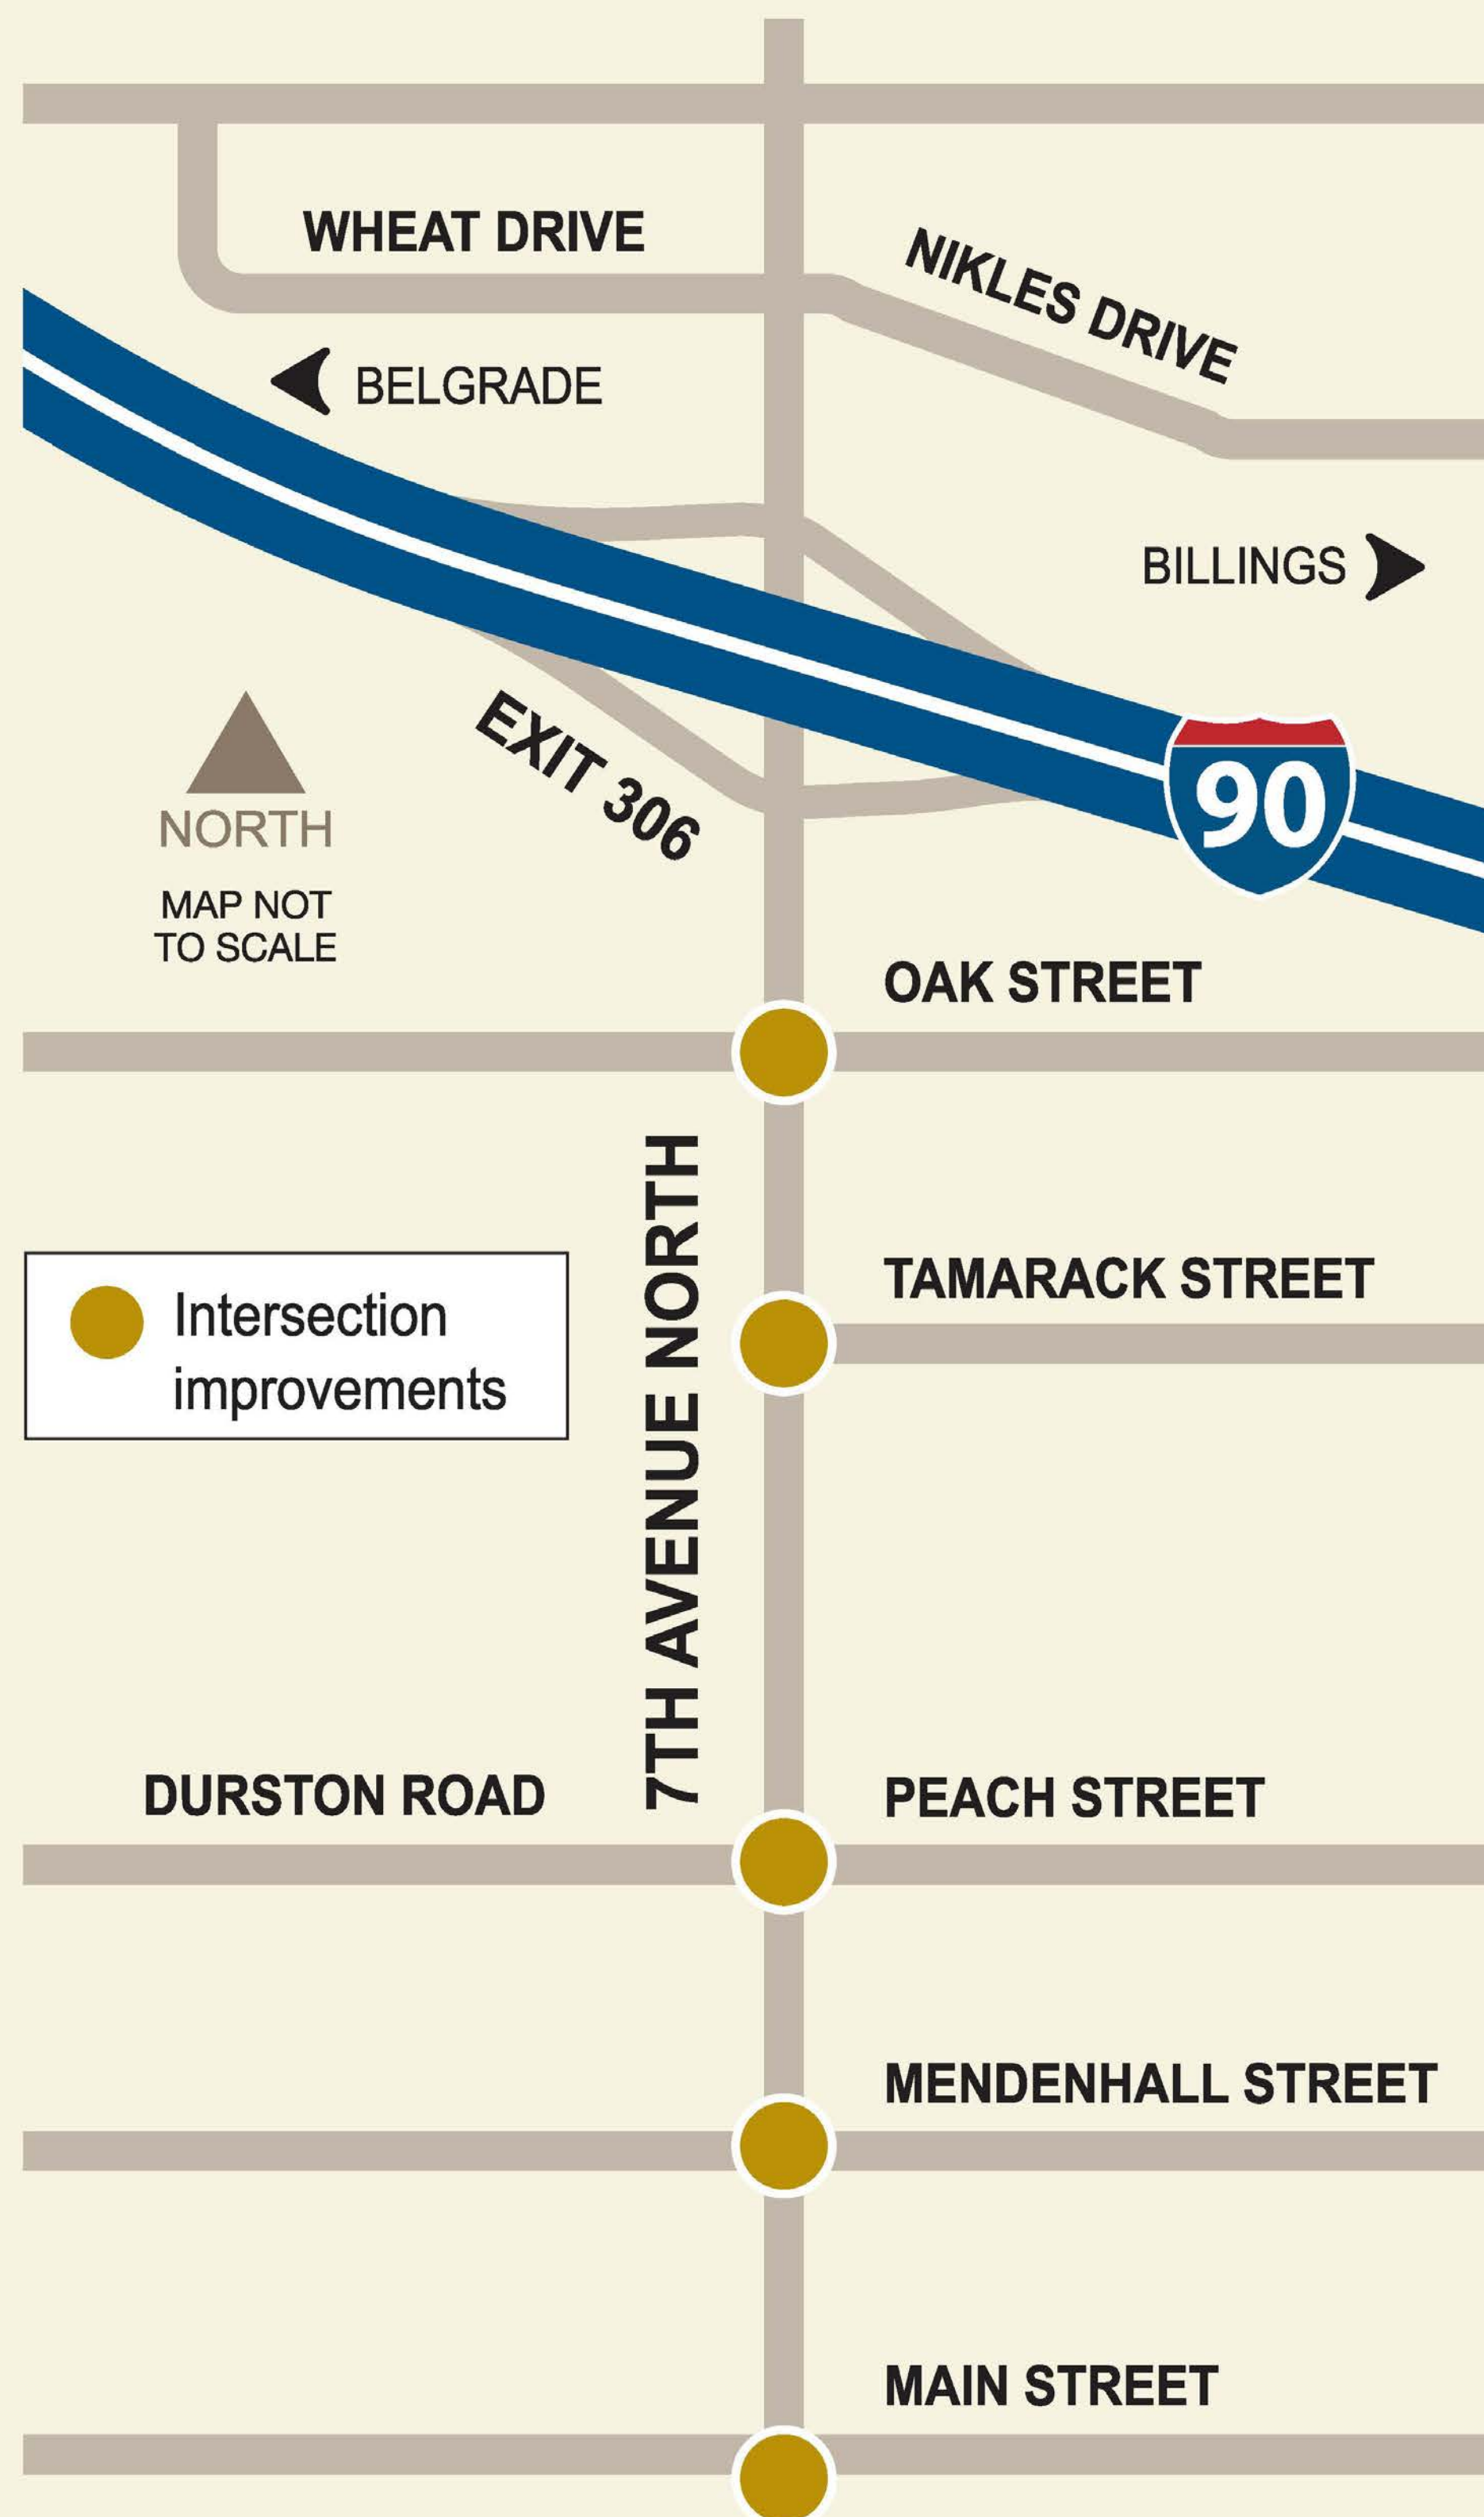 WHEAT DRIVE
NIKLES DRIVE
BELGRADE
BILLINGS
EXIT 306
90
NORTH
MAP NOT
TO SCALE
OAK STREET
7TH AVENUE NORTH
TAMARACK STREET
Intersection
improvements
DURSTON ROAD
PEACH STREET
MENDENHALL STREET
MAIN STREET